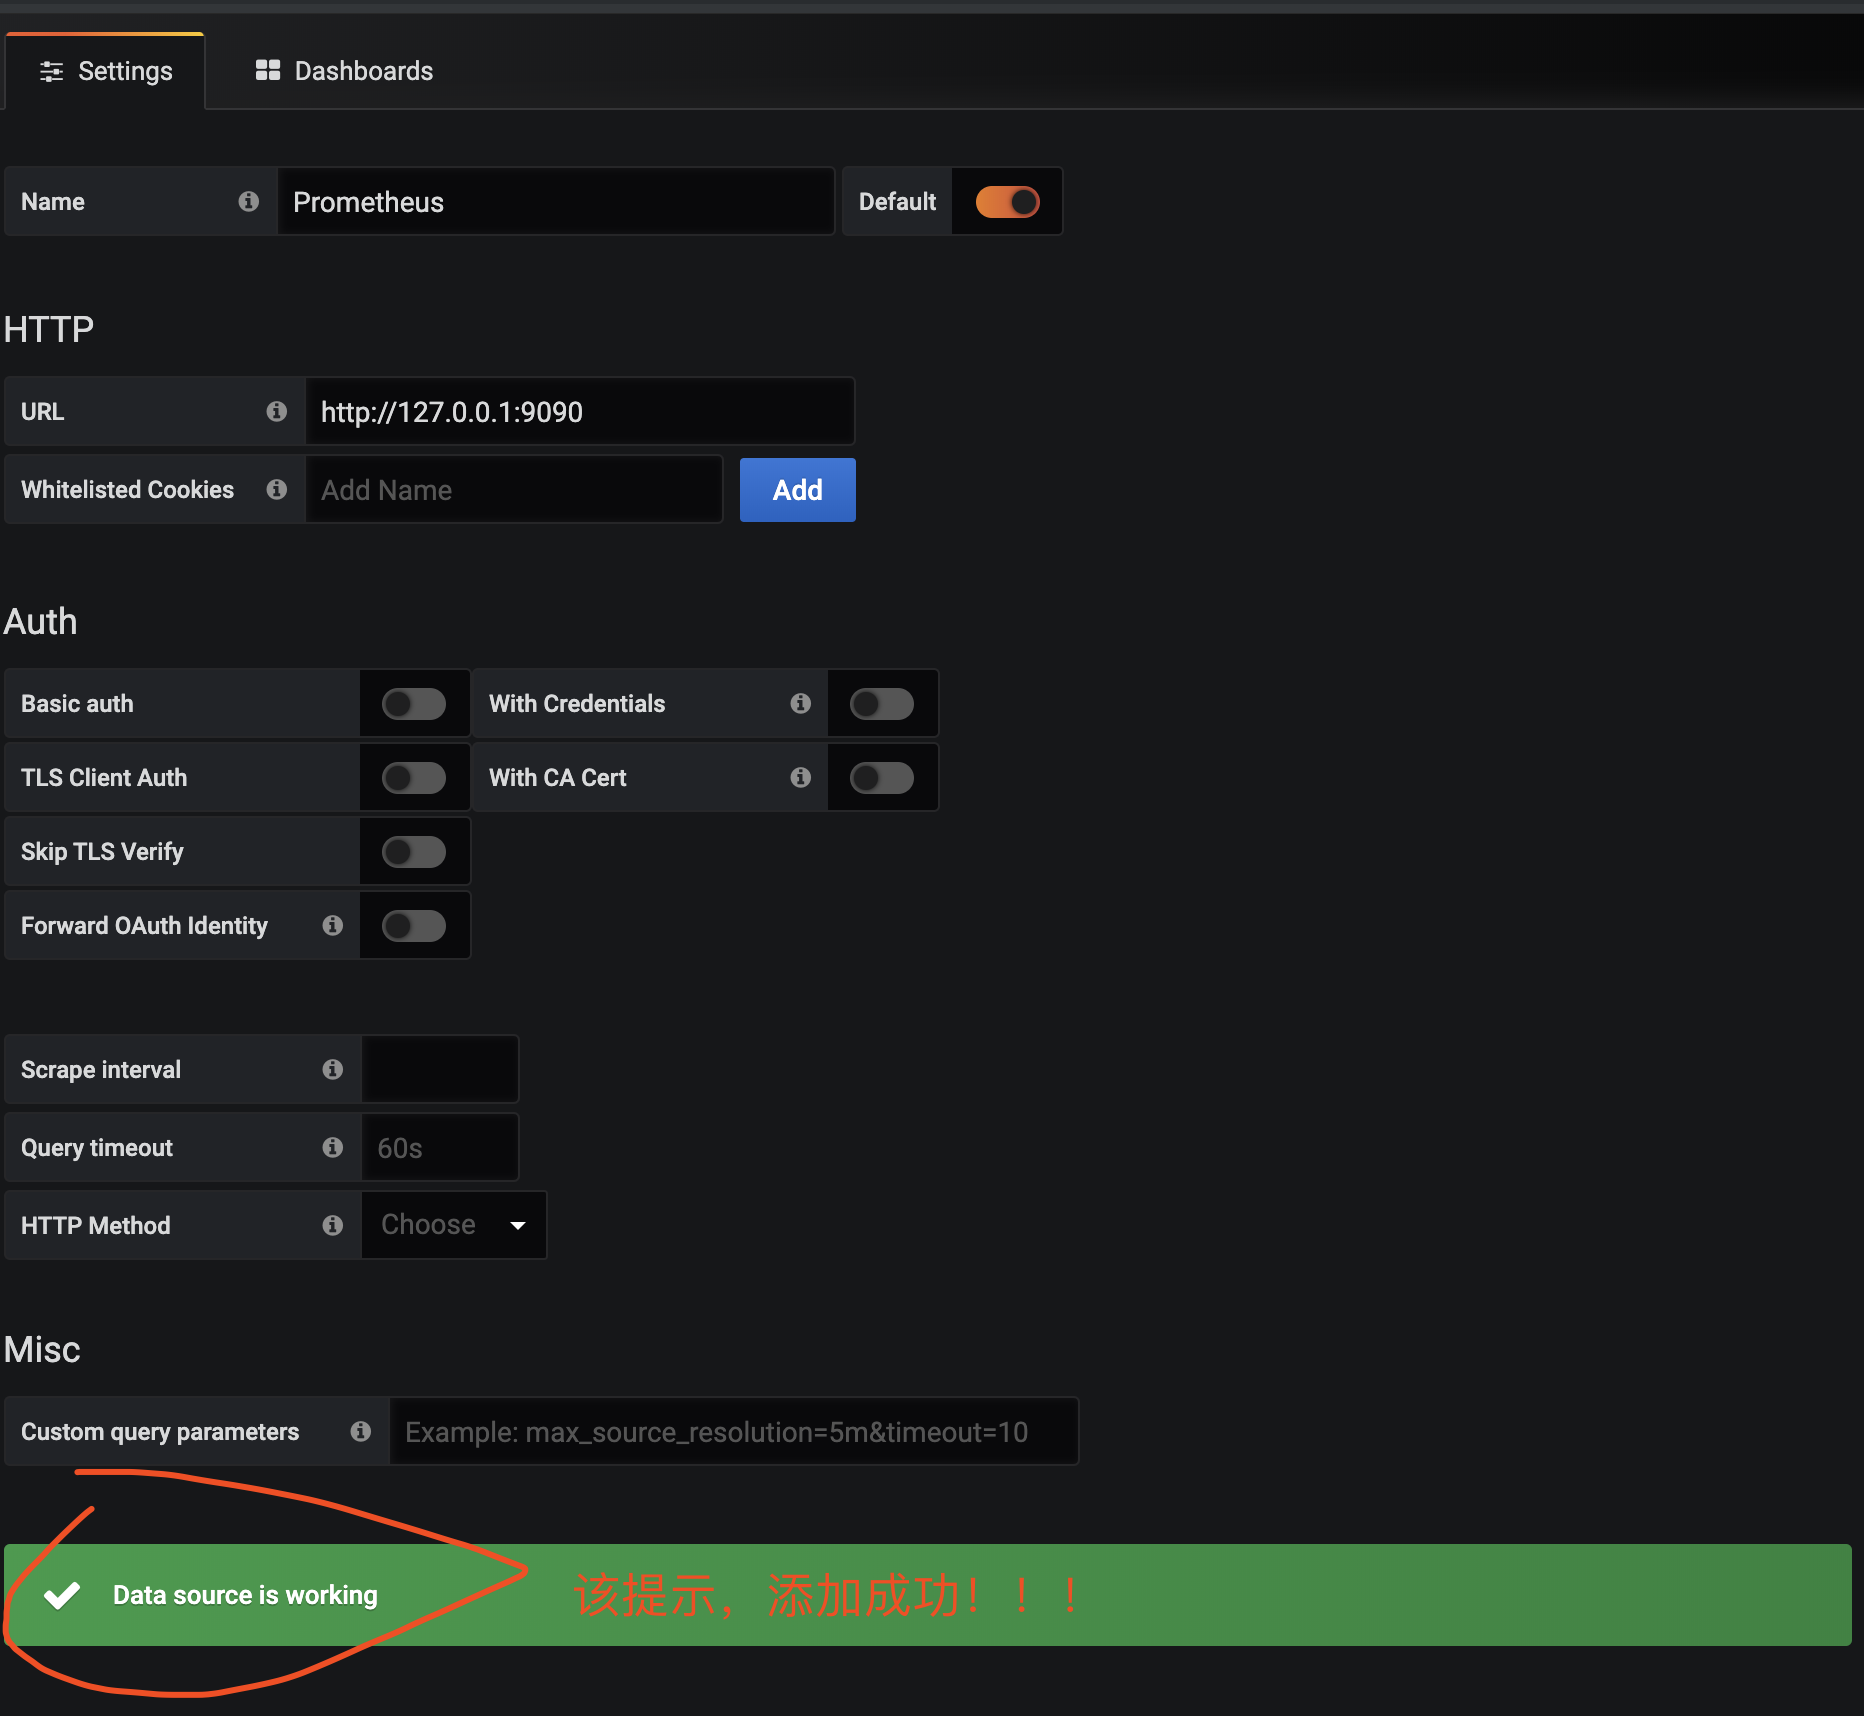 Settings Dashboards
Name Prometheus Default
HTTP
URL http://127.0.0.1:9090
Whitelisted Cookies Add Name Add
Auth
Basic auth With Credentials
TLS Client Auth With CA Cert
Skip TLS Verify
Forward OAuth Identity
Scrape interval
Query timeout 60s
HTTP Method Choose
Misc
Custom query parameters Example: max_source_resolution=5m&timeout=10
Data source is working 该提示，添加成功！！！